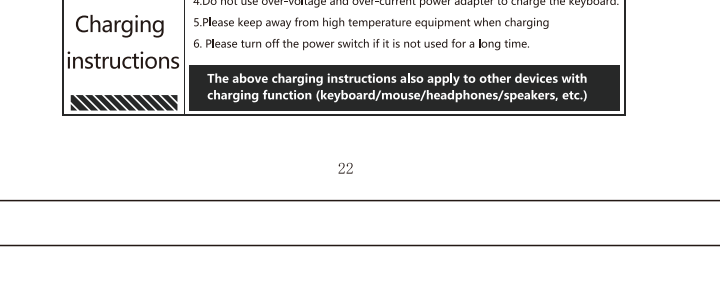 4.Do not use over-voltage and over-current power adapter to charge the keyboard.
Charging
instructions
5.Please keep away from high temperature equipment when charging
6. Please turn off the power switch if it is not used for a long time.
The above charging instructions also apply to other devices with
charging function (keyboard/mouse/headphones/speakers, etc.)
22